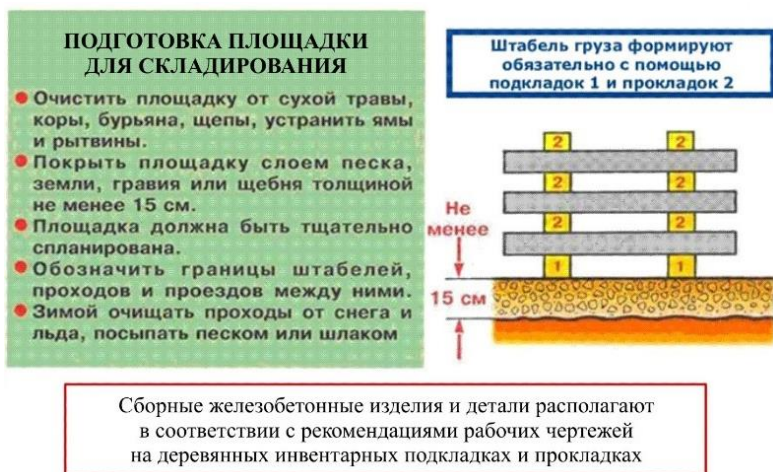 ПОДГОТОВКА ПЛОЩАДКИ
ДЛЯ СКЛАДИРОВАНИЯ
● Очистить площадку от сухой травы,
коры, бурьяна, щепы, устранить ямы
и рытвины.
● Покрыть площадку слоем песка,
земли, гравия или щебня толщиной
не менее 15 см.
● Площадка должна быть тщательно
спланирована.
● Обозначить границы штабелей,
проходов и проездов между ними.
● Зимой очищать проходы от снега и
льда, посыпать песком или шлаком
Штабель груза формируют
обязательно с помощью
подкладок 1 и прокладок 2
2 2
2 2
2 2
1 1
Не
менее
15 см
Сборные железобетонные изделия и детали располагают
в соответствии с рекомендациями рабочих чертежей
на деревянных инвентарных подкладках и прокладках